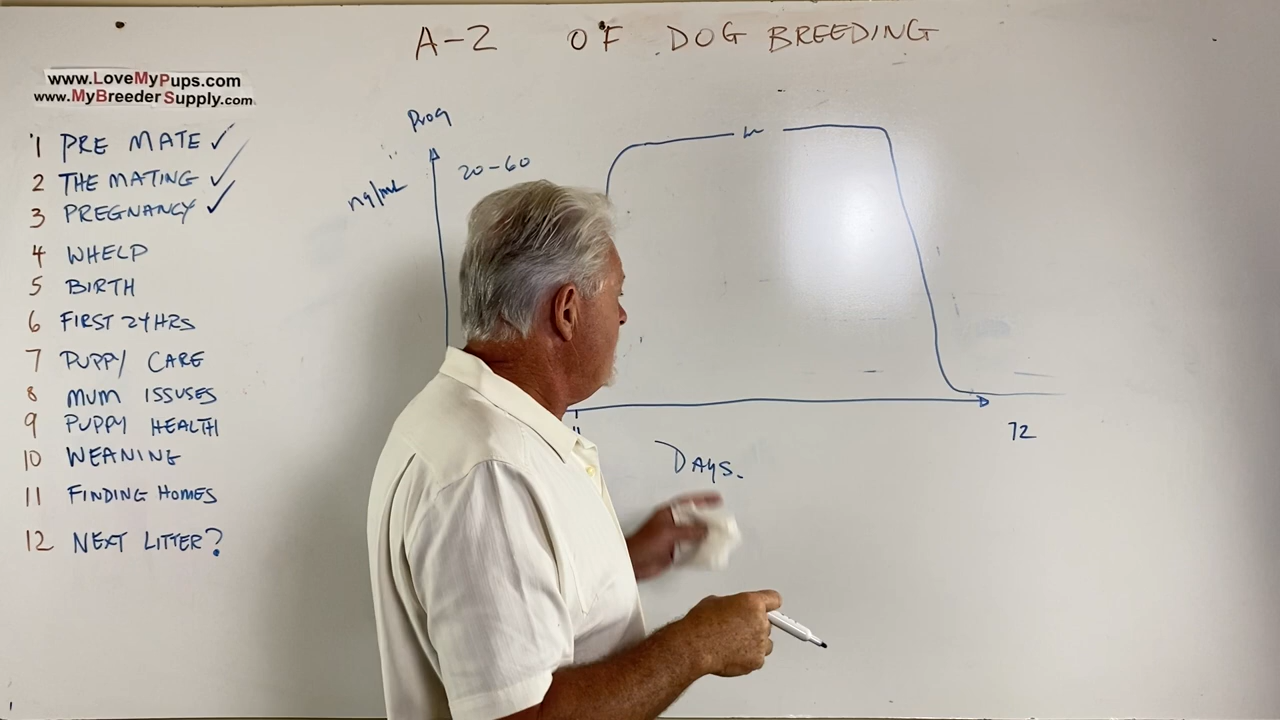 A-Z OF DOG BREEDING
www.LoveMyPups.com
www.MyBreederSupply.com
1 PRE MATE ✓
2 THE MATING ✓
3 PREGNANCY ✓
4 WHELP
5 BIRTH
6 FIRST 24HRS
7 PUPPY CARE
8 MUM ISSUSES
9 PUPPY HEALTH
10 WEANING
11 FINDING HOMES
12 NEXT LITTER?
Prog
20-60
ng/mL
72
DAYS.